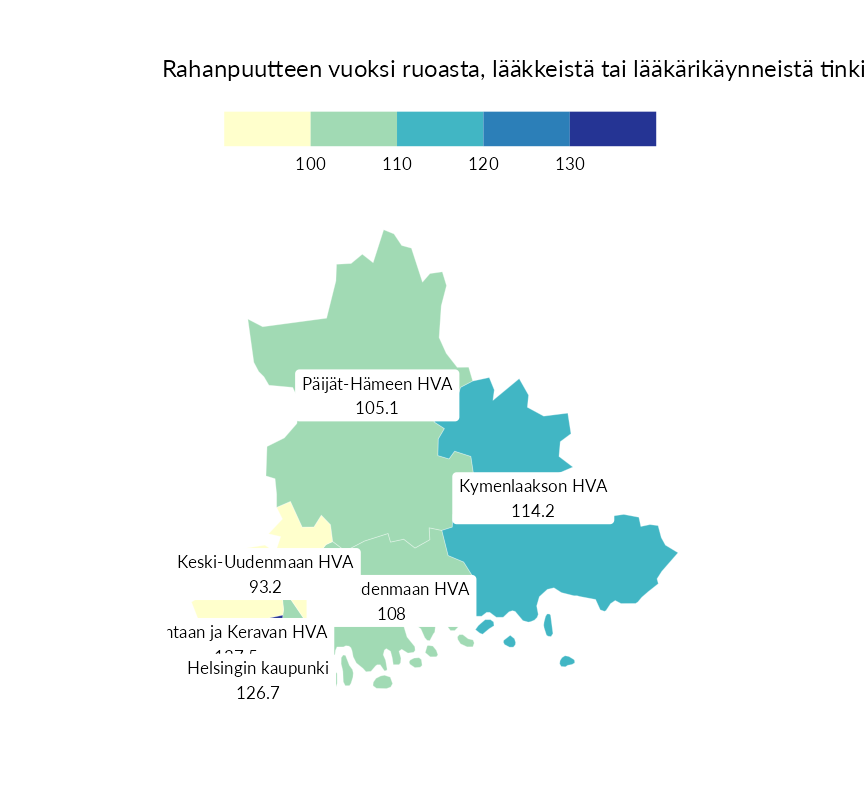 Rahanpuutteen vuoksi ruoasta, lääkkeistä tai lääkärikäynneistä tinki
100 110 120 130
Päijät-Hämeen HVA
105.1
Kymenlaakson HVA
114.2
Keski-Uudenmaan HVA
93.2
denmaan HVA
108
ntaan ja Keravan HVA
Helsingin kaupunki
126.7